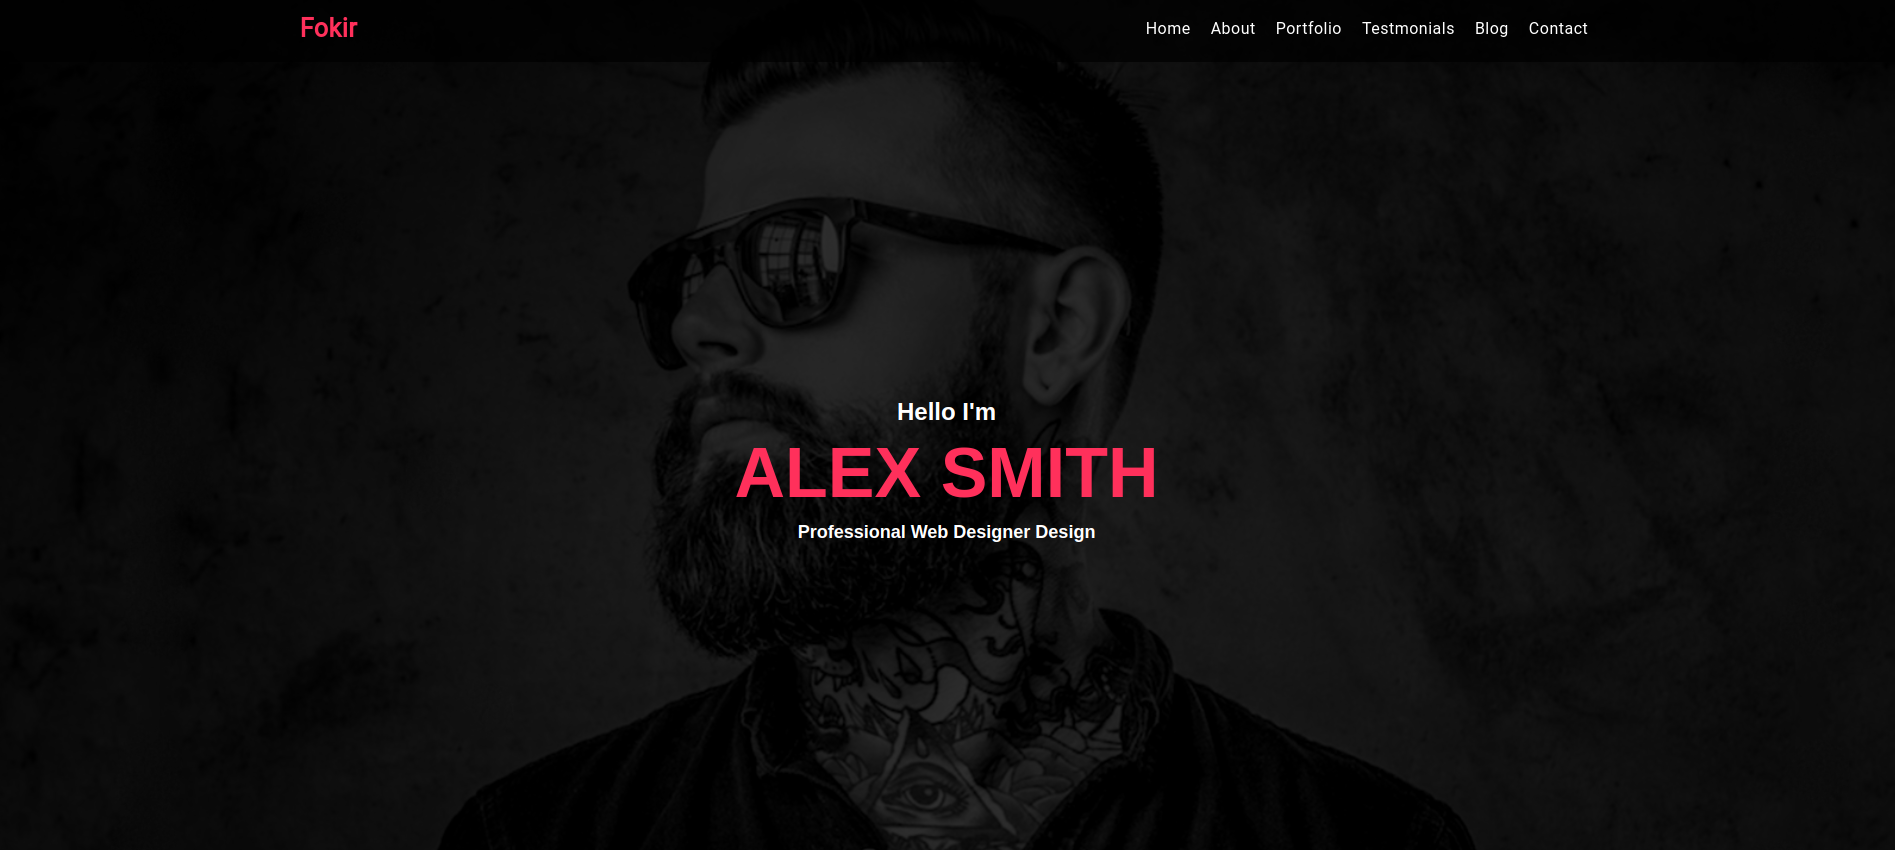 Fokir
Home About Portfolio Testmonials Blog Contact
Hello I'm
ALEX SMITH
Professional Web Designer Design